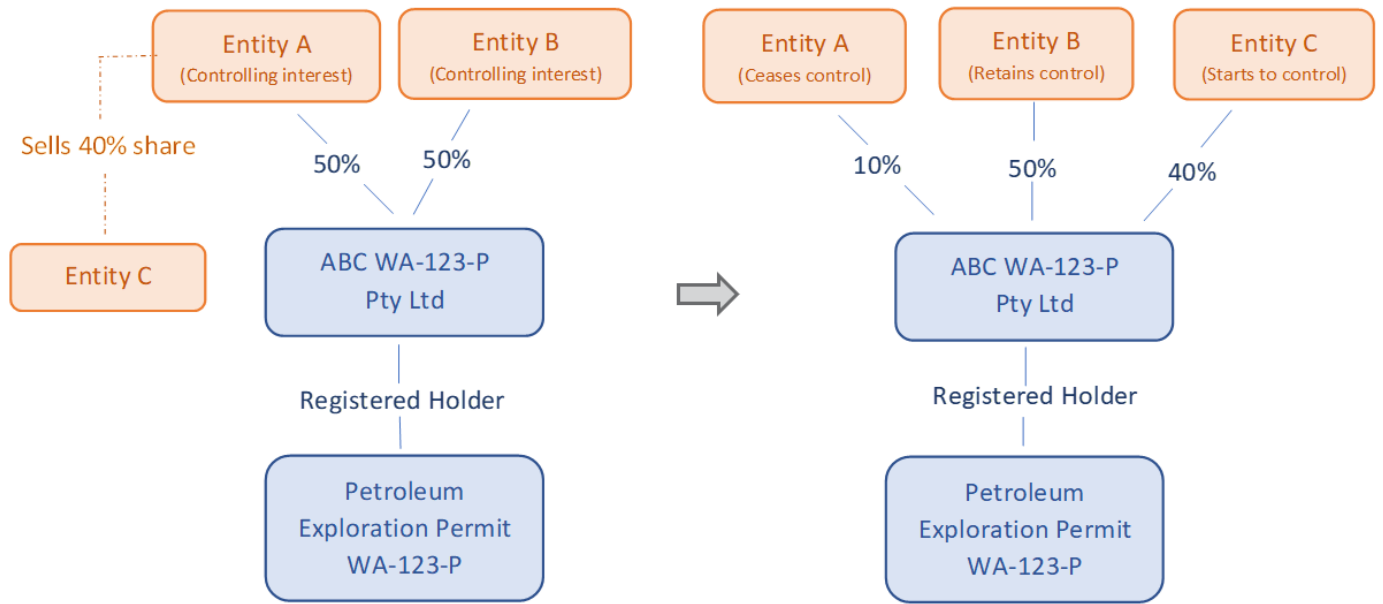 Entity A
(Controlling interest)
Entity B
(Controlling interest)
Sells 40% share
50%
50%
Entity C
ABC WA-123-P
Pty Ltd
Registered Holder
Petroleum
Exploration Permit
WA-123-P
Entity A
(Ceases control)
Entity B
(Retains control)
Entity C
(Starts to control)
10%
50%
40%
ABC WA-123-P
Pty Ltd
Registered Holder
Petroleum
Exploration Permit
WA-123-P